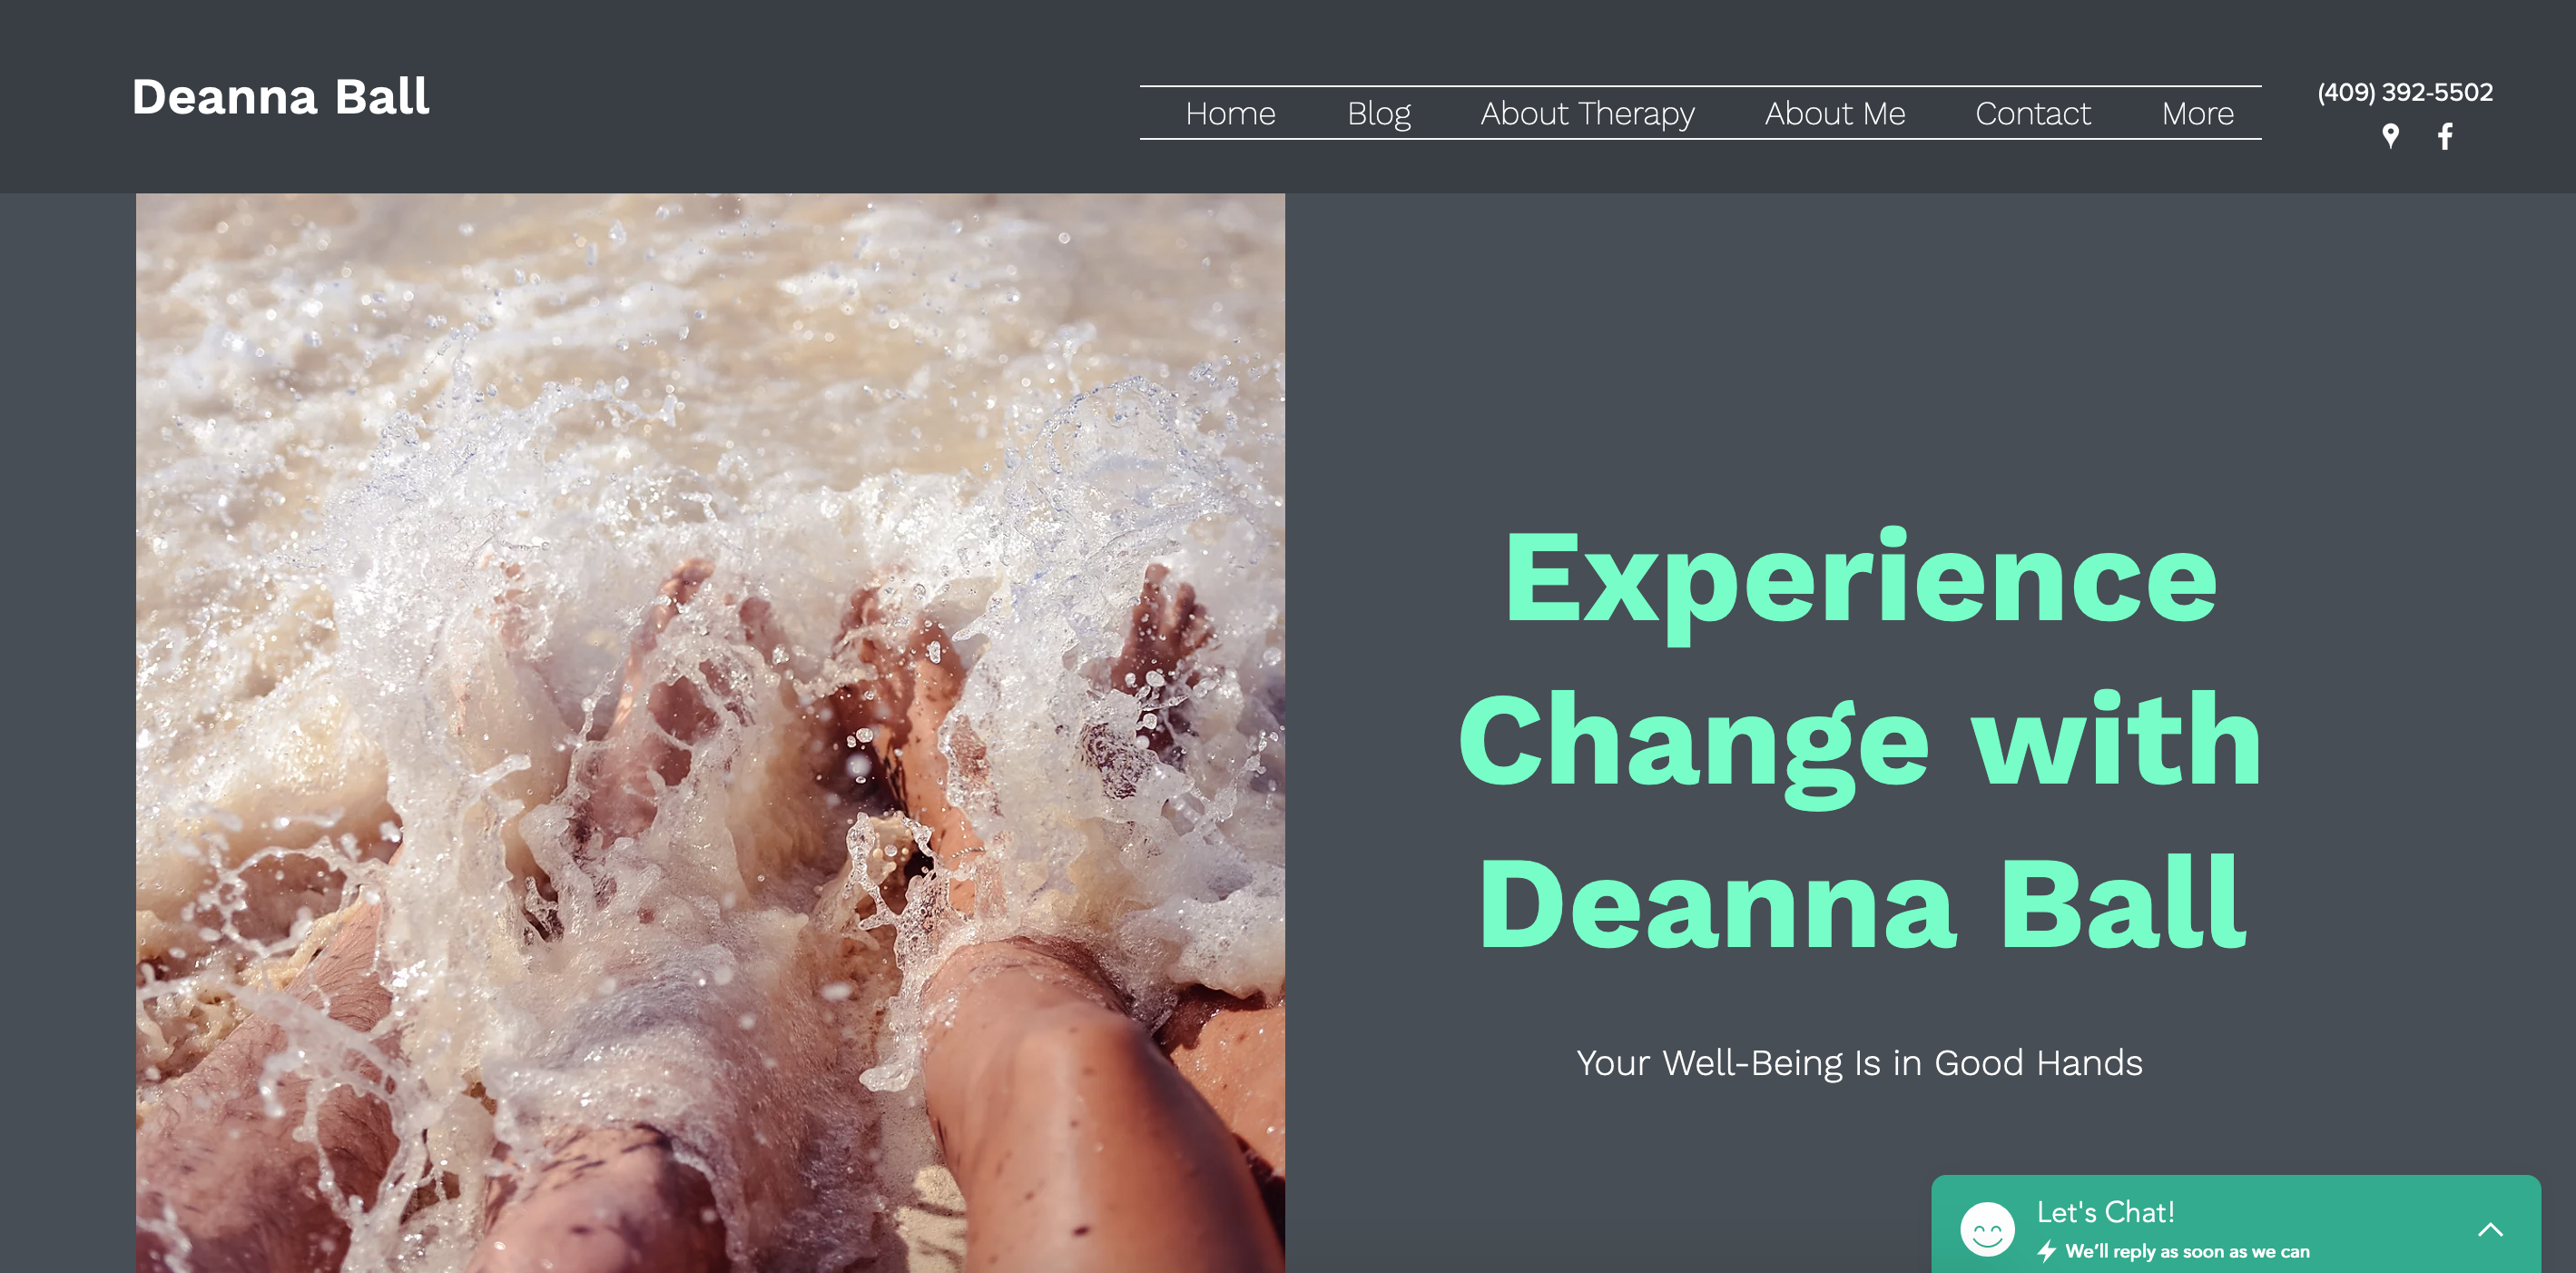 Deanna Ball
Home Blog About Therapy About Me Contact More
(409) 392-5502
Experience
Change with
Deanna Ball
Your Well-Being Is in Good Hands
Let's Chat!
We'll reply as soon as we can